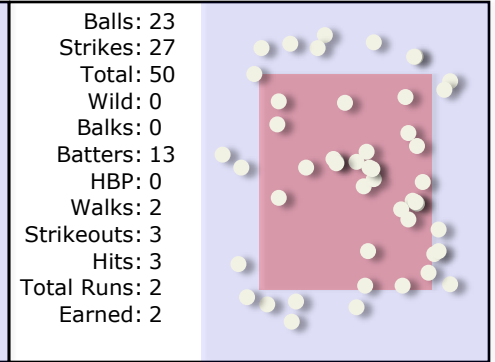 Balls: 23
Strikes: 27
Total: 50
Wild: 0
Balks: 0
Batters: 13
HBP: 0
Walks: 2
Strikeouts: 3
Hits: 3
Total Runs: 2
Earned: 2